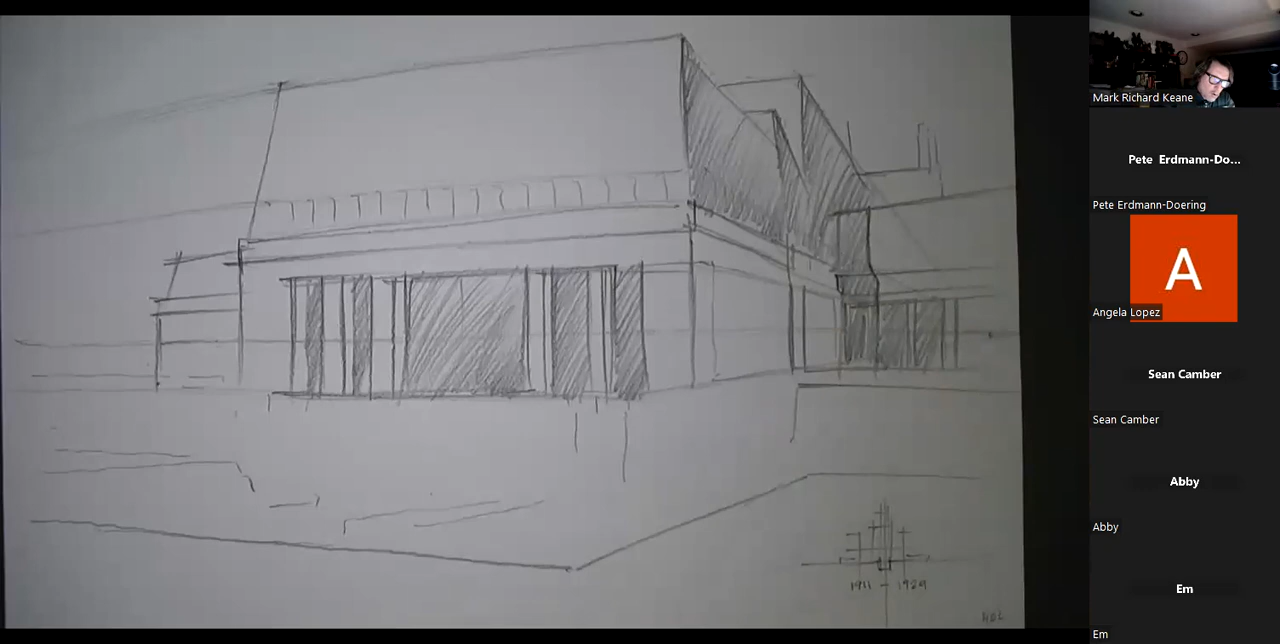 Mark Richard Keane
Pete Erdmann-Do...
Pete Erdmann-Doering
A
Angela Lopez
Sean Camber
Sean Camber
Abby
Abby
Em
Em
1911 - 1929